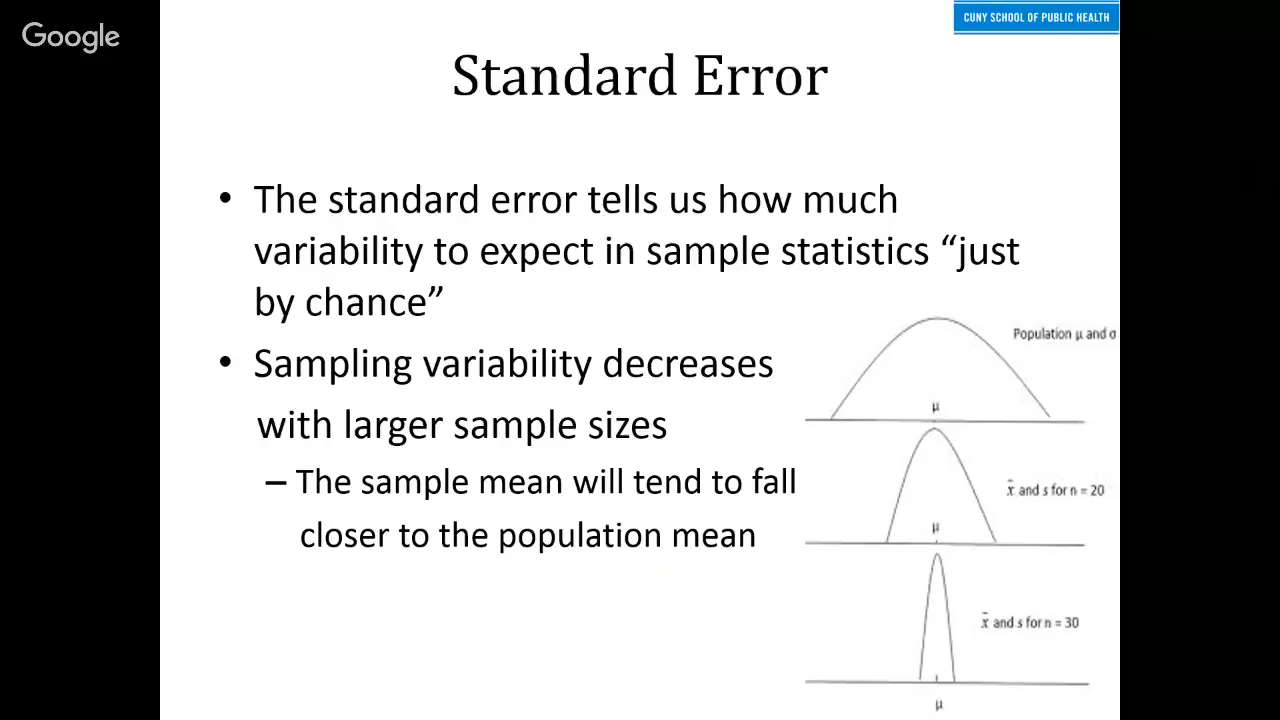 Google
CUNY SCHOOL OF PUBLIC HEALTH
Standard Error
• The standard error tells us how much
variability to expect in sample statistics “just
by chance”
• Sampling variability decreases
with larger sample sizes
– The sample mean will tend to fall
closer to the population mean
Population μ and σ
μ
x̄ and s for n = 20
μ
x̄ and s for n = 30
μ